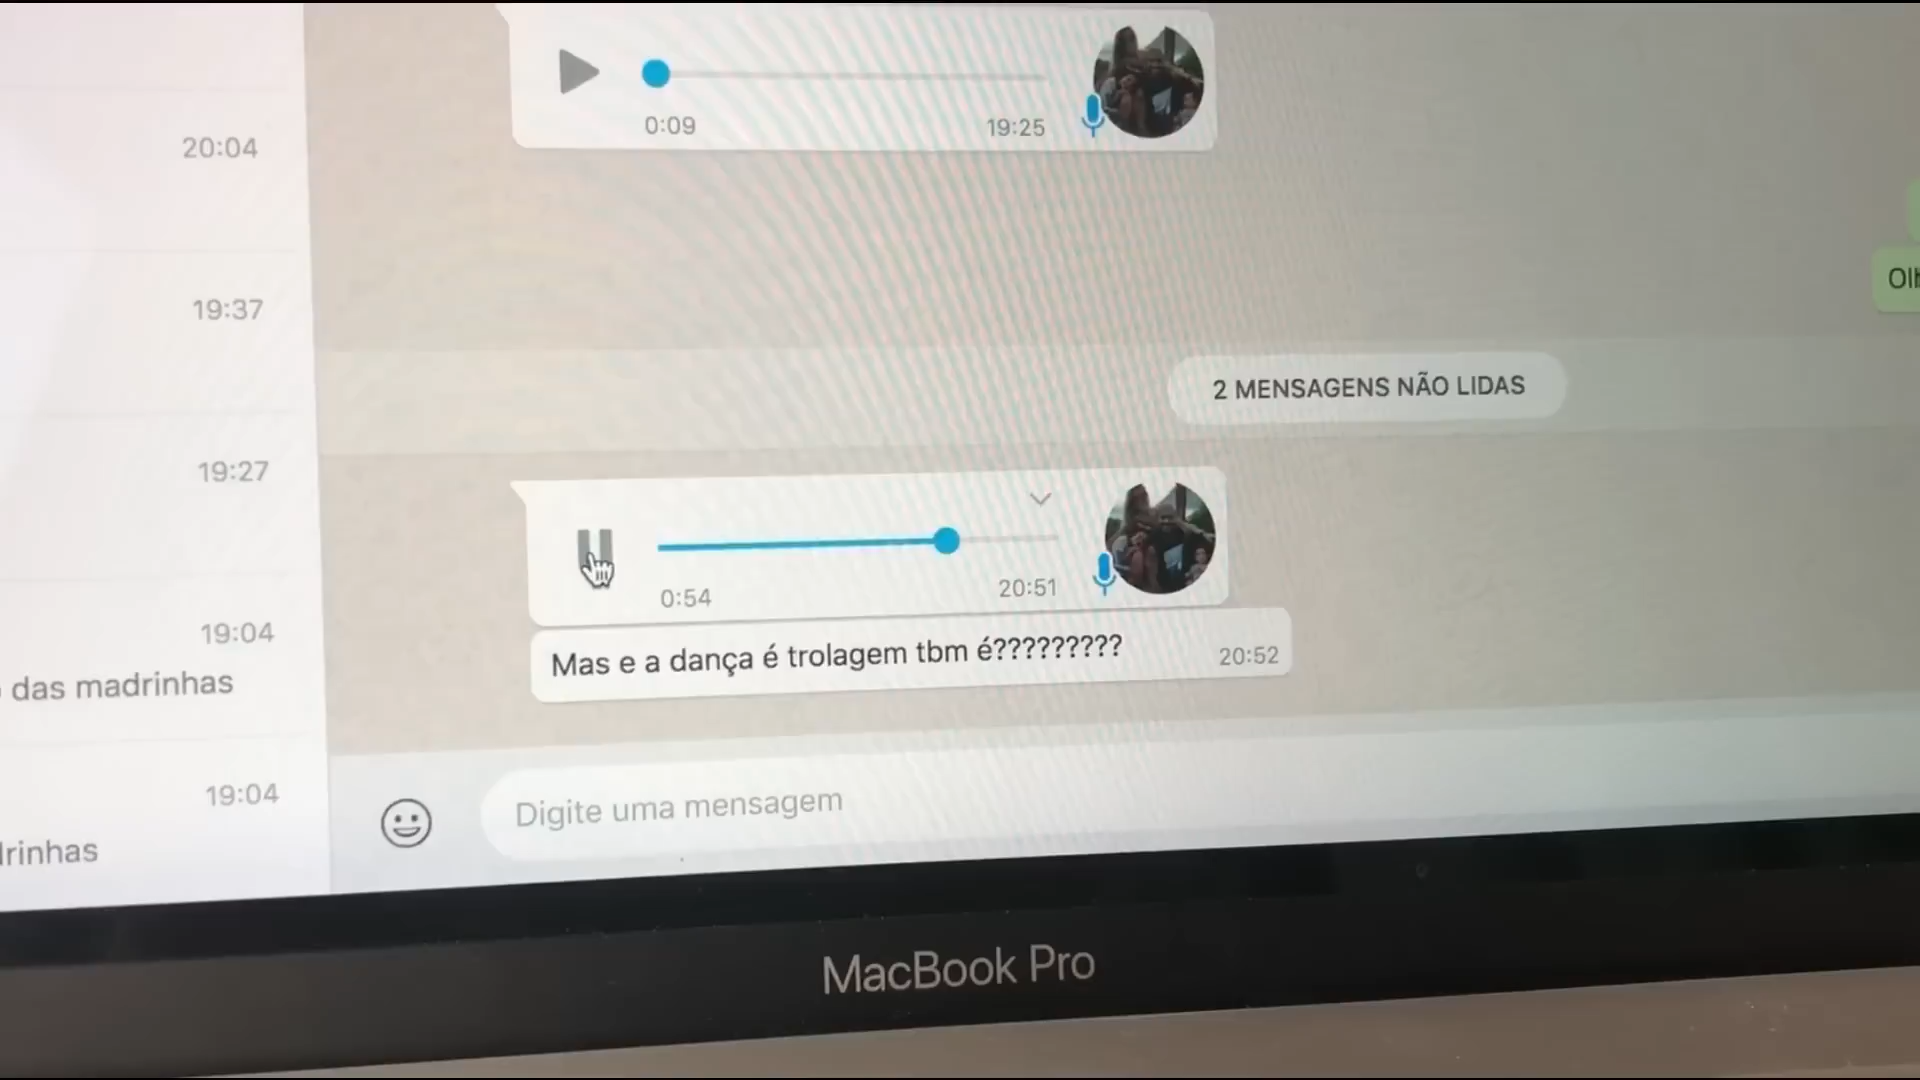 0:09
19:25
20:04
19:37
2 MENSAGENS NÃO LIDAS
19:27
0:54
20:51
19:04
das madrinhas
Mas e a dança é trolagem tbm é?????????
20:52
19:04
Digite uma mensagem
MacBook Pro